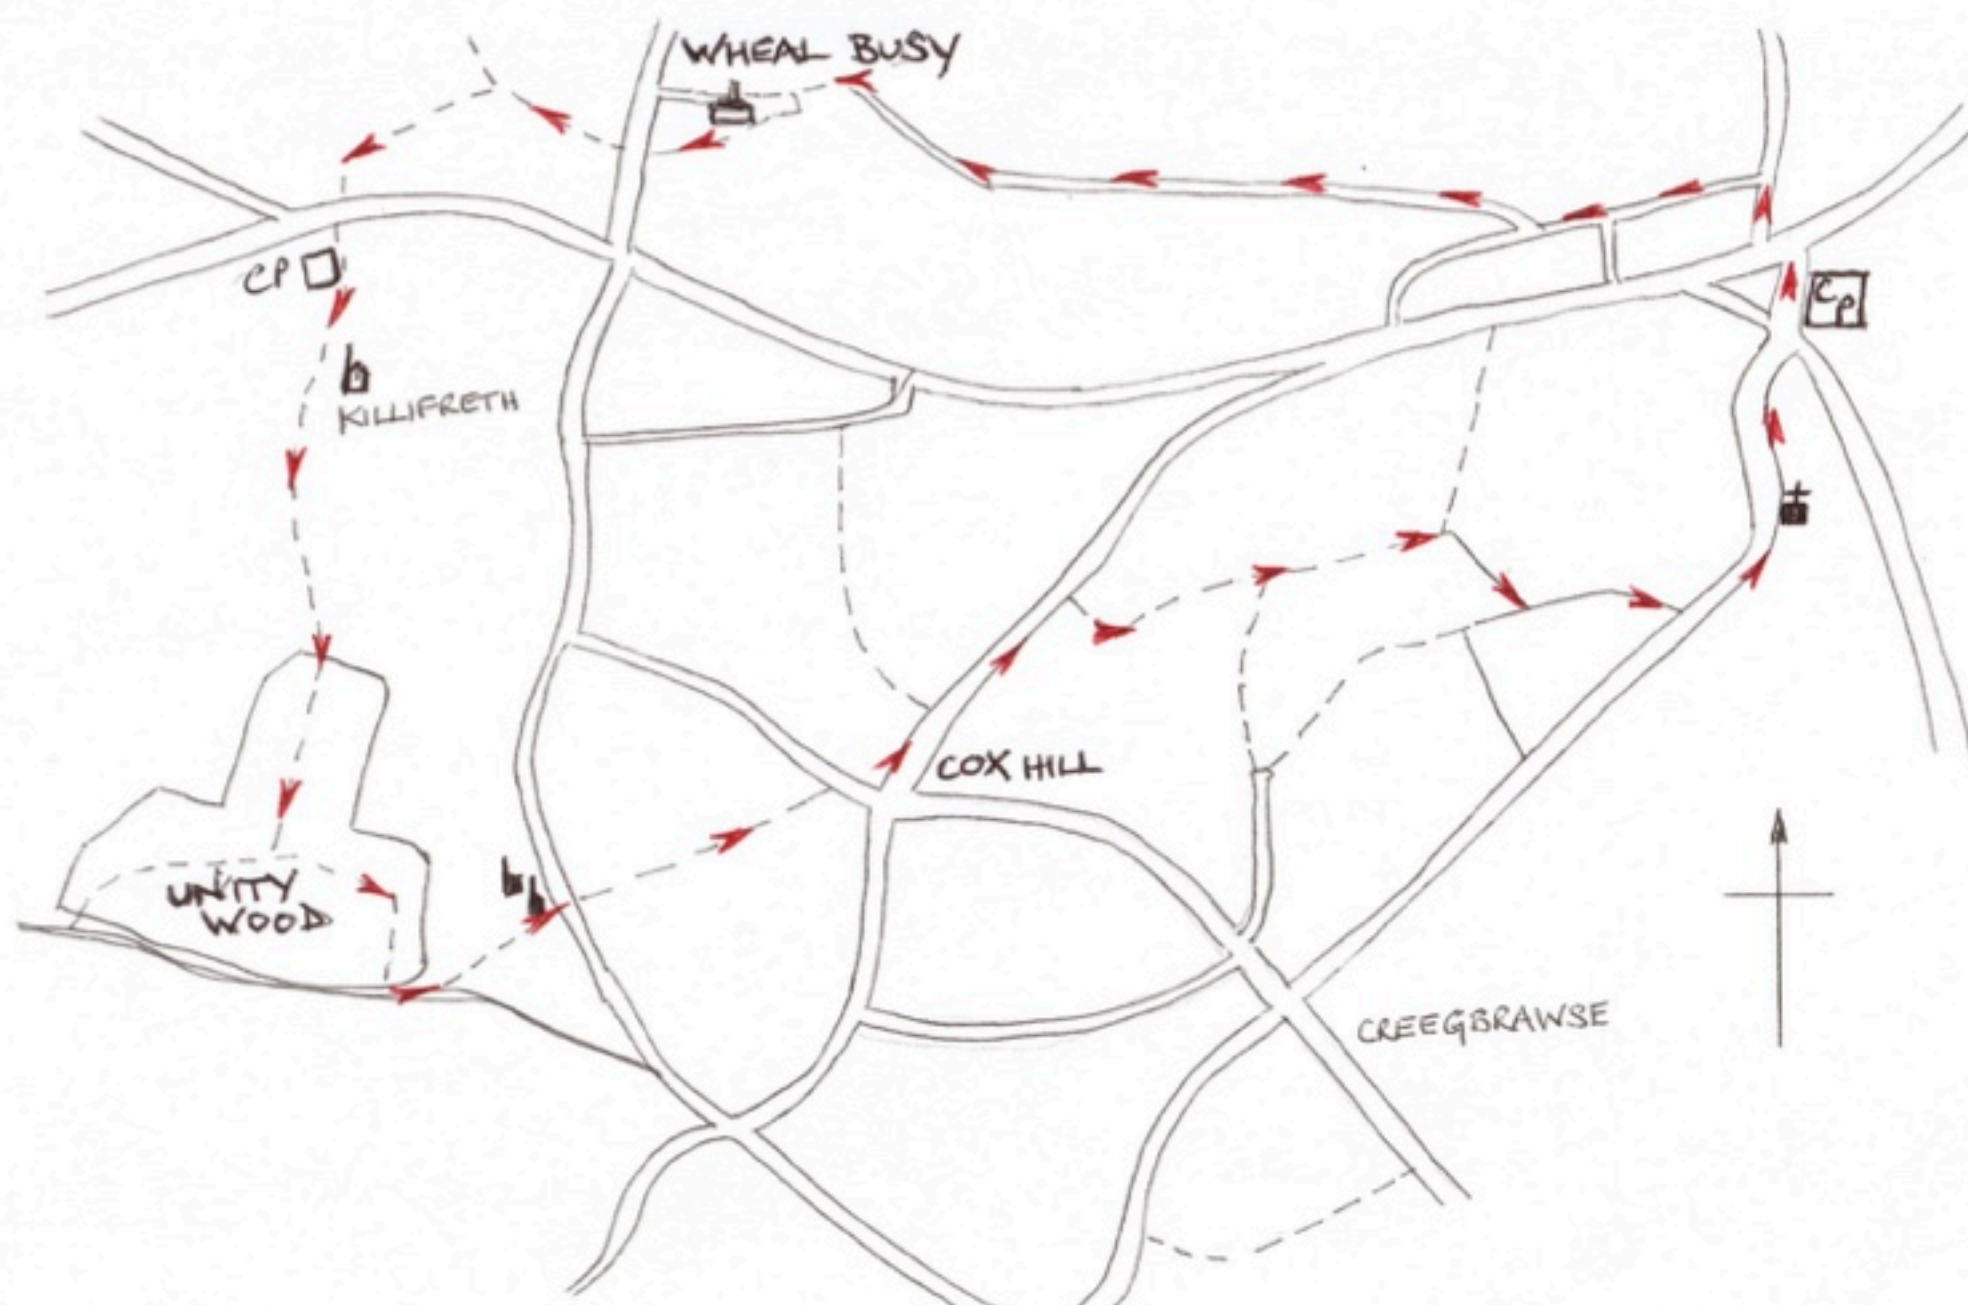 WHEAL BUSY
CP
CP
KILLIFRETH
COX HILL
UNITY
WOOD
CREEGBRAWSE